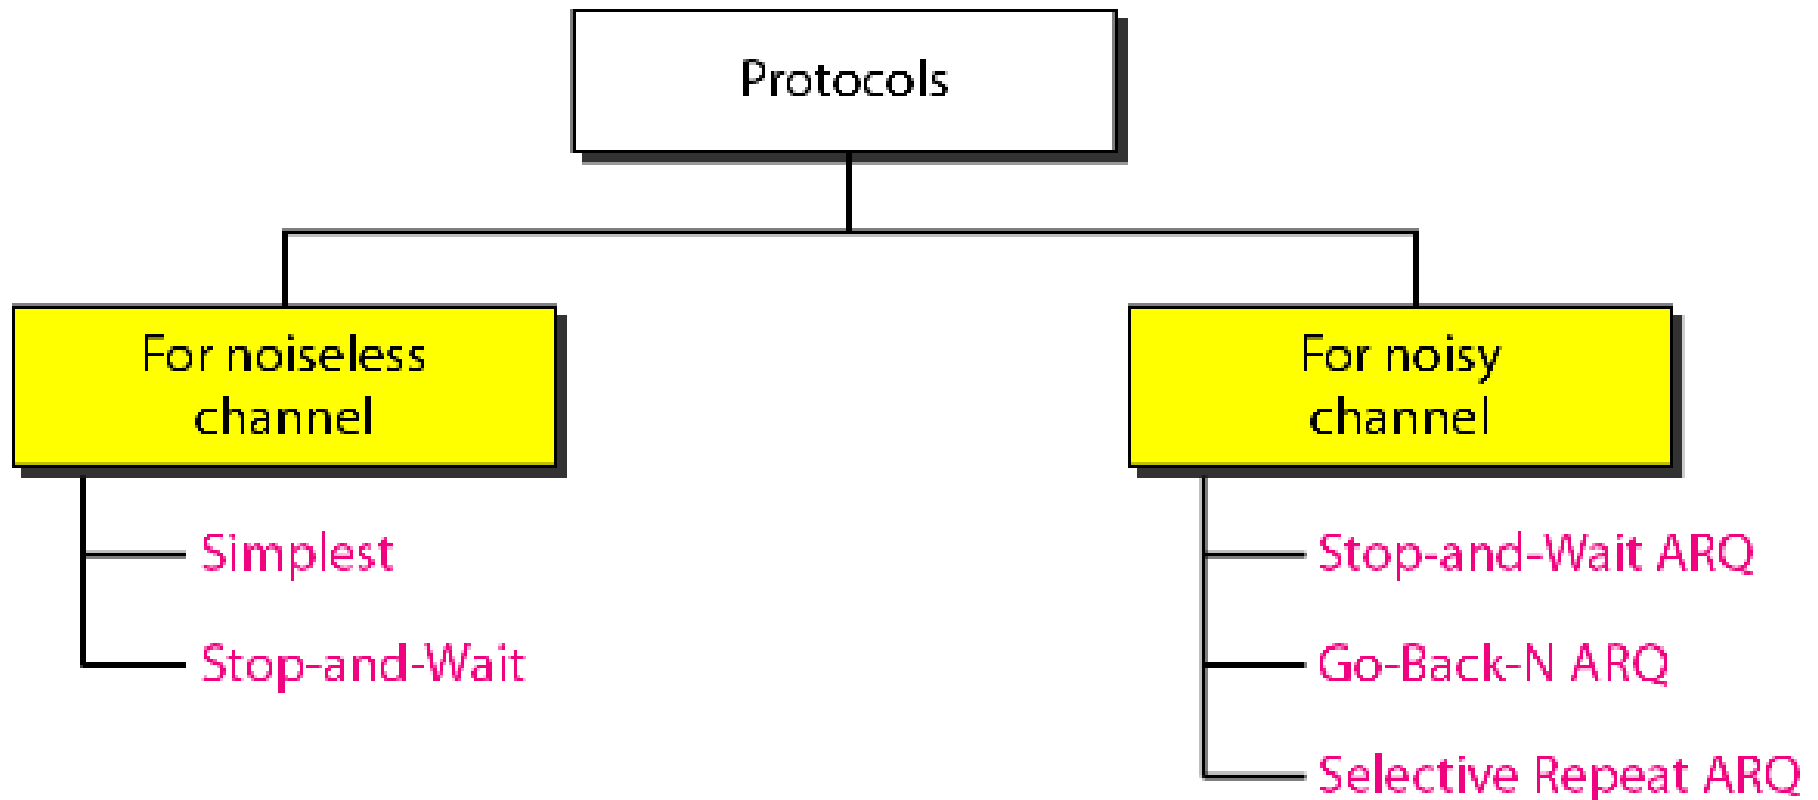 Protocols
For noiseless
channel
Simplest
Stop-and-Wait
For noisy
channel
Stop-and-Wait ARQ
Go-Back-N ARQ
Selective Repeat ARQ